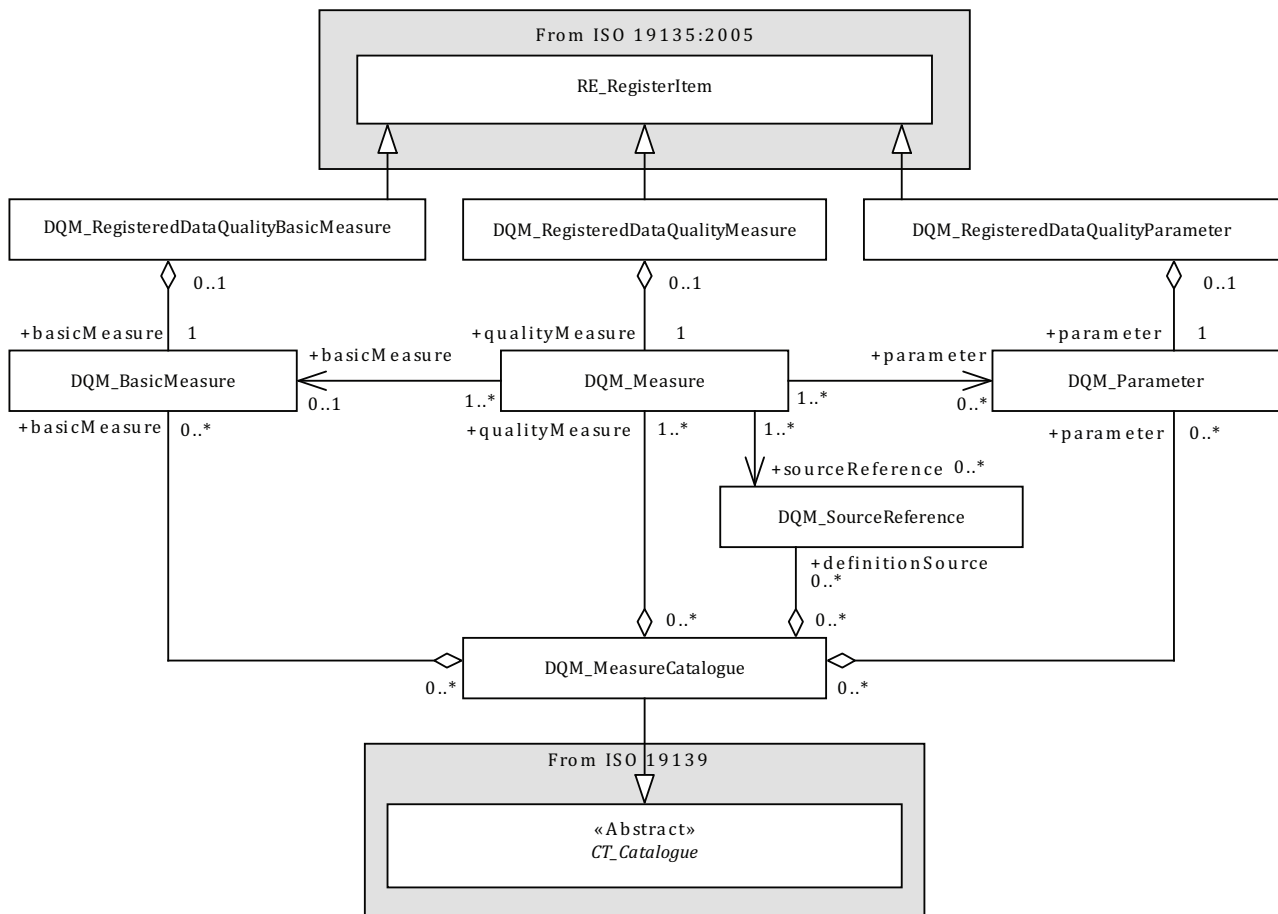 From ISO 19135:2005
RE_RegisterItem
DQM_RegisteredDataQualityBasicMeasure
DQM_RegisteredDataQualityMeasure
DQM_RegisteredDataQualityParameter
0..1
0..1
0..1
+basicMeasure
1
+qualityMeasure
1
+parameter
1
+basicMeasure
+parameter
DQM_BasicMeasure
DQM_Measure
DQM_Parameter
0..1
1..*
1..*
0..*
+basicMeasure
0..*
+qualityMeasure
1..*
1..*
+parameter
0..*
+sourceReference
0..*
DQM_SourceReference
+definitionSource
0..*
0..*
0..*
DQM_MeasureCatalogue
0..*
0..*
From ISO 19139
«Abstract»
CT_Catalogue